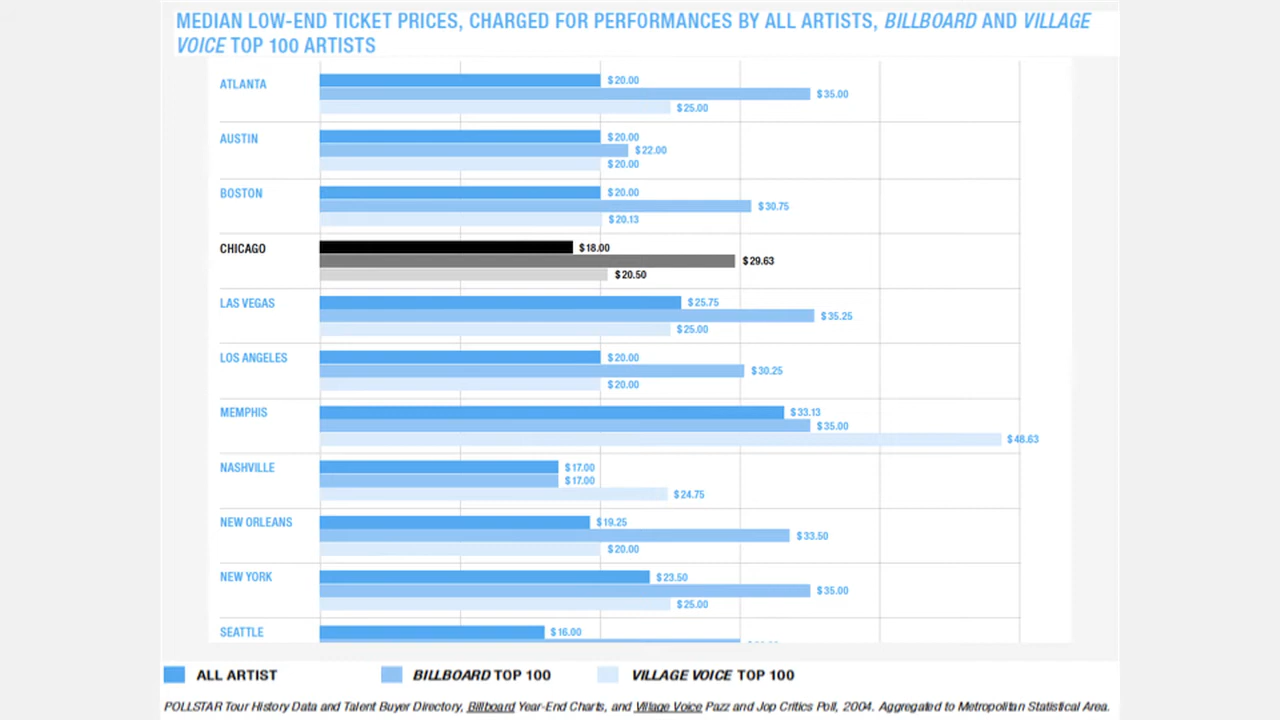 MEDIAN LOW-END TICKET PRICES, CHARGED FOR PERFORMANCES BY ALL ARTISTS, BILLBOARD AND VILLAGE
VOICE TOP 100 ARTISTS
ATLANTA
$20.00
$35.00
$25.00
AUSTIN
$20.00
$22.00
$20.00
BOSTON
$20.00
$30.75
$20.13
CHICAGO
$18.00
$29.63
$20.50
LAS VEGAS
$25.75
$35.25
$25.00
LOS ANGELES
$20.00
$30.25
$20.00
MEMPHIS
$33.13
$35.00
$48.63
NASHVILLE
$17.00
$17.00
$24.75
NEW ORLEANS
$19.25
$33.50
$20.00
NEW YORK
$23.50
$35.00
$25.00
SEATTLE
$16.00
ALL ARTIST
BILLBOARD TOP 100
VILLAGE VOICE TOP 100
POLLSTAR Tour History Data and Talent Buyer Directory, Billboard Year-End Charts, and Village Voice Pazz and Jop Critics Poll, 2004. Aggregated to Metropolitan Statistical Area.